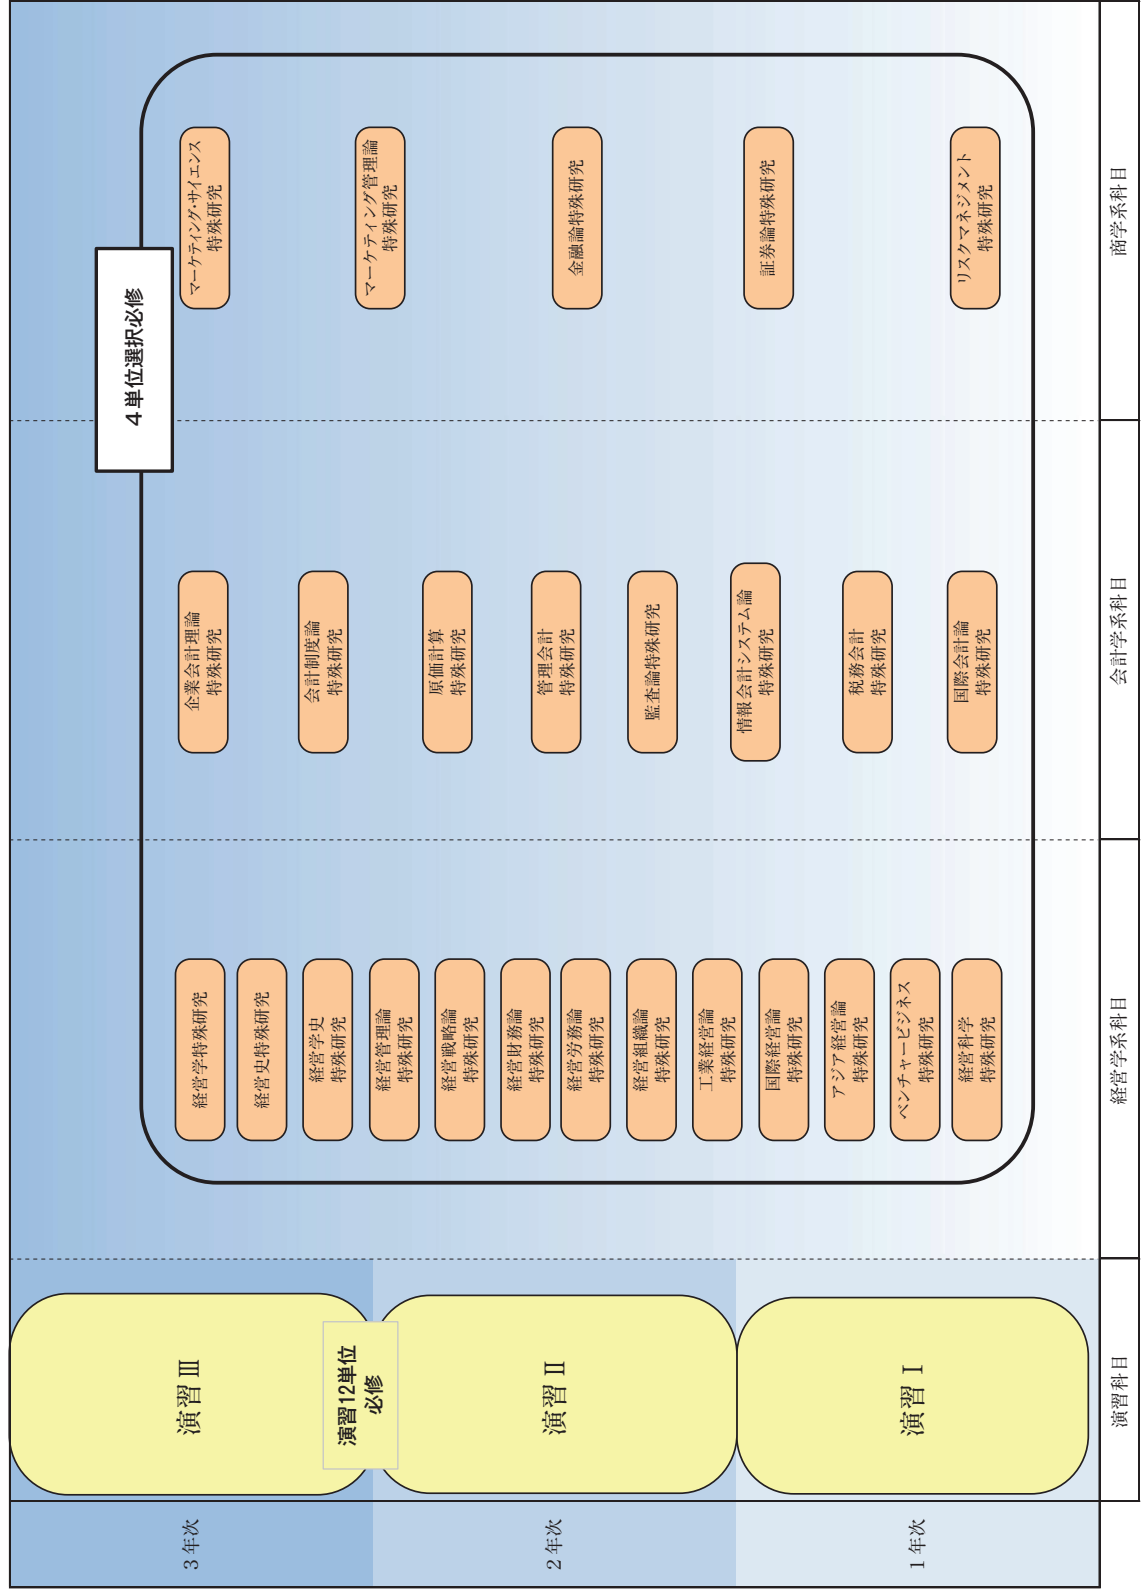 3年次
2年次
1年次
演習Ⅲ
演習12単位
必修
演習Ⅱ
演習Ⅰ
演習科目
経営学特殊研究
経営史特殊研究
経営学史
特殊研究
経営管理論
特殊研究
経営戦略論
特殊研究
経営財務論
特殊研究
経営労務論
特殊研究
経営組織論
特殊研究
工業経営論
特殊研究
国際経営論
特殊研究
アジア経営論
特殊研究
ベンチャービジネス
特殊研究
経営科学
特殊研究
経営学系科目
4単位選択必修
企業会計理論
特殊研究
会計制度論
特殊研究
原価計算
特殊研究
管理会計
特殊研究
監査論特殊研究
情報会計システム論
特殊研究
税務会計
特殊研究
国際会計論
特殊研究
会計学系科目
マーケティング・サイエンス
特殊研究
マーケティング管理論
特殊研究
金融論特殊研究
証券論特殊研究
リスクマネジメント
特殊研究
商学系科目